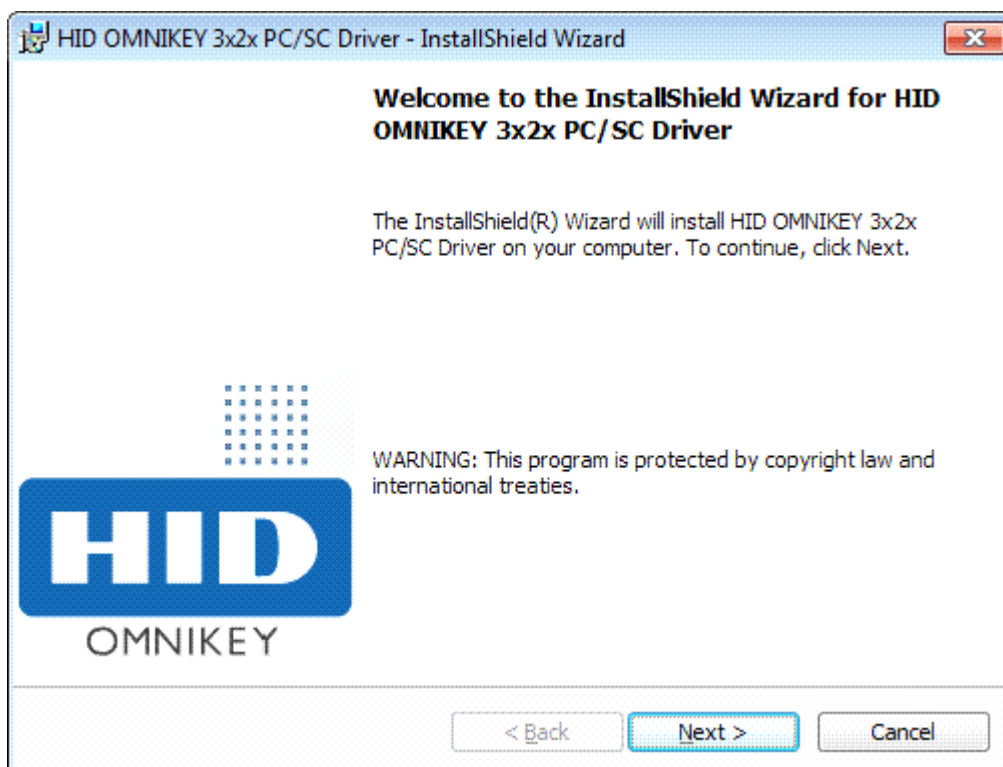 HID OMNIKEY 3x2x PC/SC Driver - InstallShield Wizard
Welcome to the InstallShield Wizard for HID
OMNIKEY 3x2x PC/SC Driver
The InstallShield(R) Wizard will install HID OMNIKEY 3x2x
PC/SC Driver on your computer. To continue, click Next.
WARNING: This program is protected by copyright law and
international treaties.
HID
OMNIKEY
< Back
Next >
Cancel